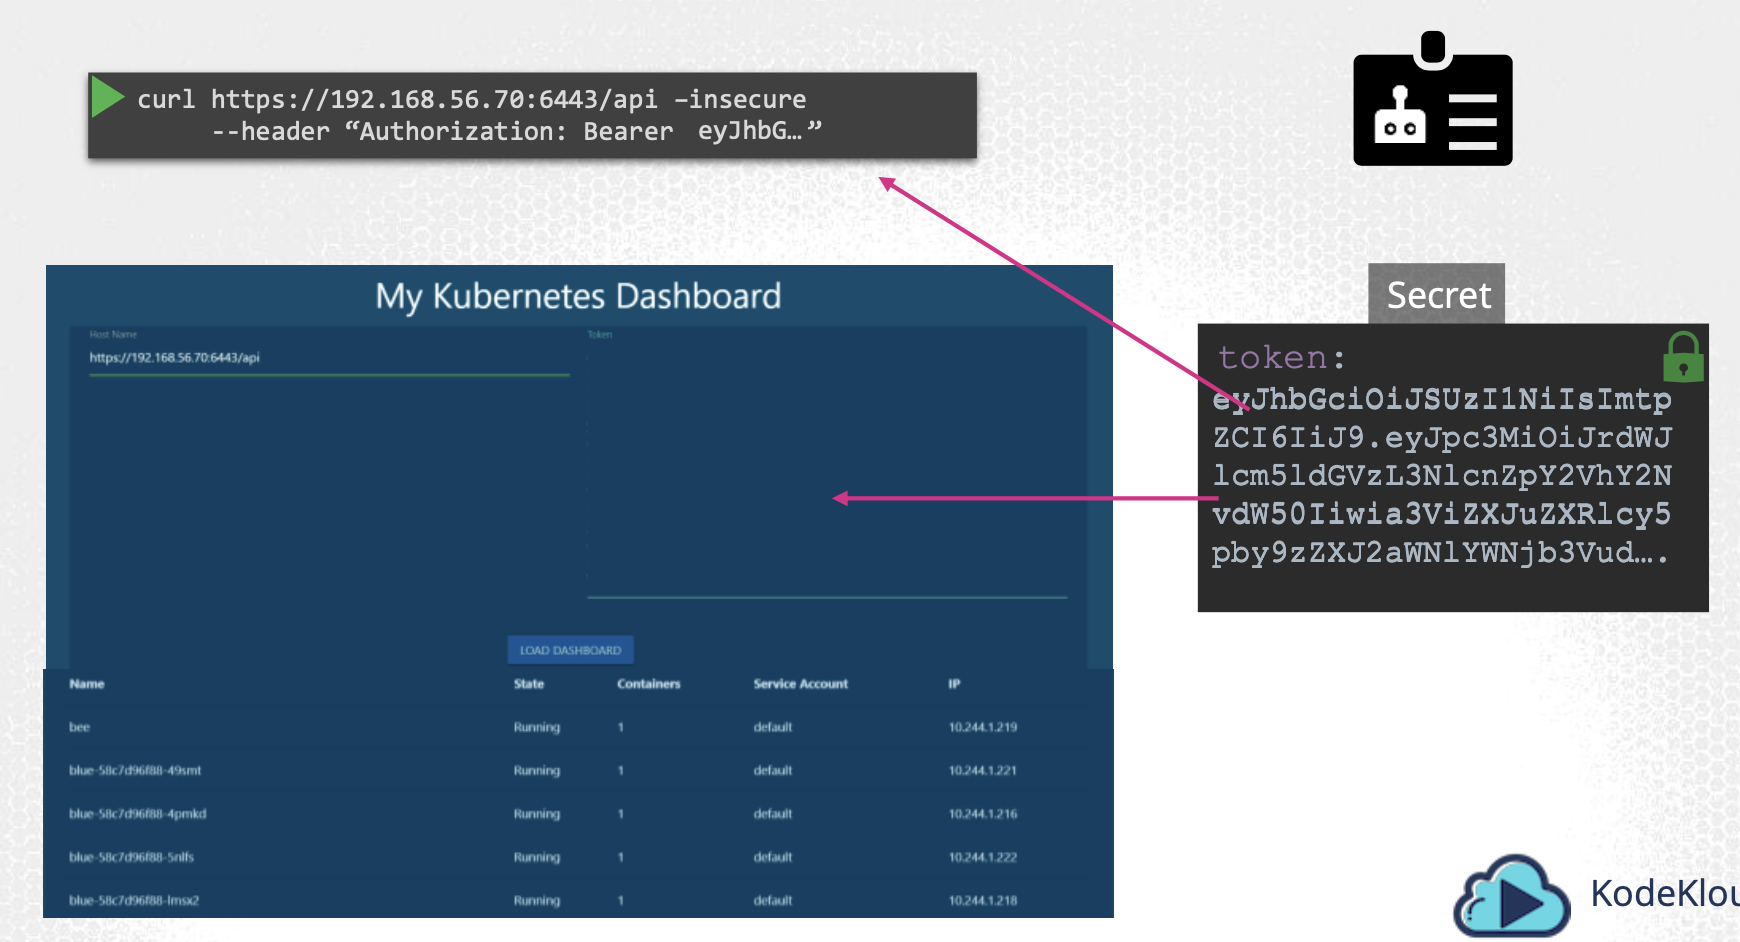 curl https://192.168.56.70:6443/api –insecure
--header “Authorization: Bearer eyJhbG…”
My Kubernetes Dashboard
Host Name
Token
https://192.168.56.70:6443/api
LOAD DASHBOARD
Name State Containers Service Account IP
bee Running 1 default 10.244.1.219
blue-58c7d96f88-49smt Running 1 default 10.244.1.221
blue-58c7d96f88-4pmkd Running 1 default 10.244.1.216
blue-58c7d96f88-5nlfs Running 1 default 10.244.1.222
blue-58c7d96f88-lmsx2 Running 1 default 10.244.1.218
Secret
token:
eyJhbGciOiJSUzI1NiIsImtp
ZCI6IiJ9.eyJpc3MiOiJrdWJ
lcm5ldGVzL3NlcnZpY2VhY2N
vdW50Iiwia3ViZXJuZXRlcy5
pby9zZXJ2aWNlYWNjb3Vud….
KodeKlou